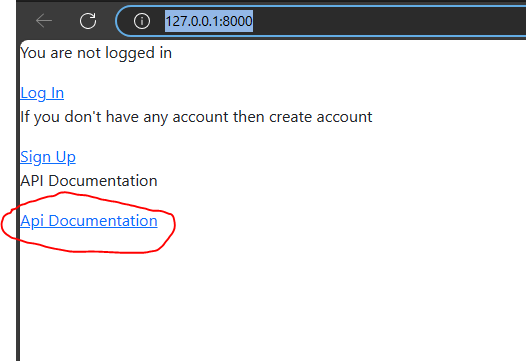 127.0.0.1:8000
You are not logged in
Log In
If you don't have any account then create account
Sign Up
API Documentation
Api Documentation